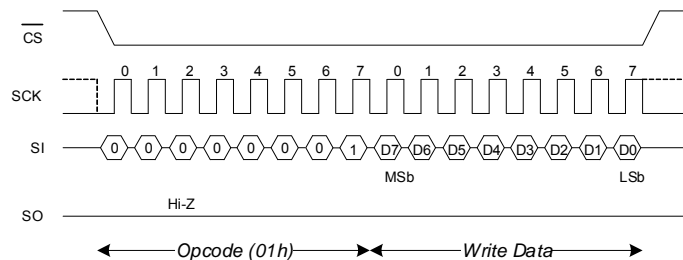 CS
0 1 2 3 4 5 6 7 0 1 2 3 4 5 6 7
SCK
SI 0 0 0 0 0 0 0 1 D7 D6 D5 D4 D3 D2 D1 D0
MSb LSb
Hi-Z
SO
Opcode (01h) Write Data